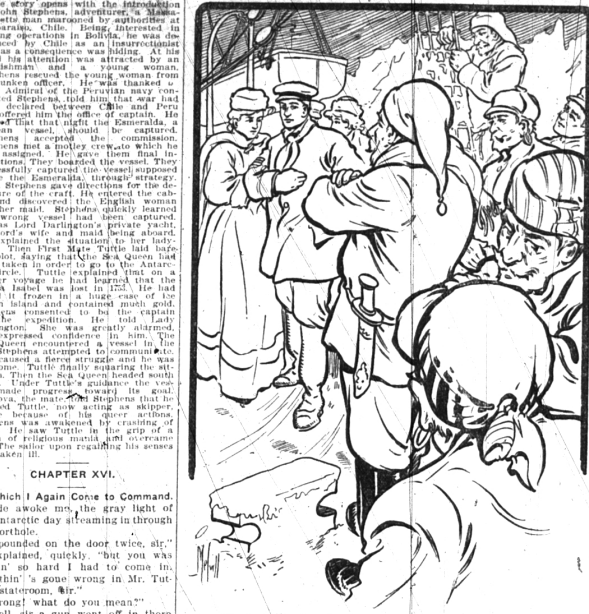 e story opens with the introduction
ohn Stephens, adventurer, a Massa-
setts man marooned by authorities at
paraiso, Chile. Being interested in
ng operations in Bolivia, he was de-
nced by Chile as an insurrectionist
as a consequence was hiding. At his
l his attention was attracted by an
lishman and a young woman.
hens rescued the young woman from
unken officer. He was thanked
Admiral of the Peruvian navy con-
ted Stephens, told him that war had
declared between Chile and Peru
offered him the office of captain. He
ed that that night the Esmeralda, a
ean vessel, should be captured.
hens accepted the commission.
hens met a motley crew, to which he
assigned. He gave them final in-
tions. They boarded the vessel. They
essfully captured the vessel supposed
e the Esmeralda, through strategy.
Stephens gave directions for the de-
ure of the craft. He entered the cab-
nd discovered the English woman
her maid. Stephens quickly learned
wrong vessel had been captured.
as Lord Darlington's private yacht,
ord's wife and maid being aboard.
xplained the situation to her lady-
Then First Mate Tuttle laid bare
plot, saying that the Sea Queen had
taken in order to go to the Antarc-
ircle. Tuttle explained that on a
er voyage he had learned that the
a Isabel was lost in 1753. He had
l it frozen in a huge case of ice
n island and contained much gold.
ens consented to be the captain
he expedition. He told Lady
ngton. She was greatly alarmed,
expressed confidence in him. The
Queen encountered a vessel in the
Stephens attempted to communicate.
caused a fierce struggle and he was
ome. Tuttle finally squaring the sit-
n. Then the Sea Queen headed south
Under Tuttle's guidance the ves-
made progress toward its goal.
ova, the mate, told Stephens that he
ed Tuttle, now acting as skipper,
because of his queer actions.
ens was awakened by crashing of
He saw Tuttle in the grip of a
of religious mania and overcame
The sailor upon regaining his senses
aken ill.
CHAPTER XVI.
hich I Again Come to Command.
de awoke me, the gray light of
ntarctic day streaming in through
orthole.
pounded on the door twice, sir,"
xplained, quickly, "but you was
in' so hard I had to come in.
thin' 's gone wrong in Mr. Tut-
stateroom, sir."
rong! what do you mean?"